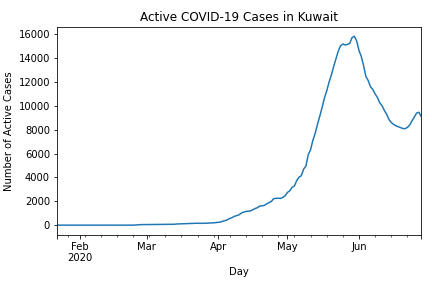 Active COVID-19 Cases in Kuwait
Number of Active Cases
16000
14000
12000
10000
8000
6000
4000
2000
0
Feb Mar Apr May Jun
2020
Day